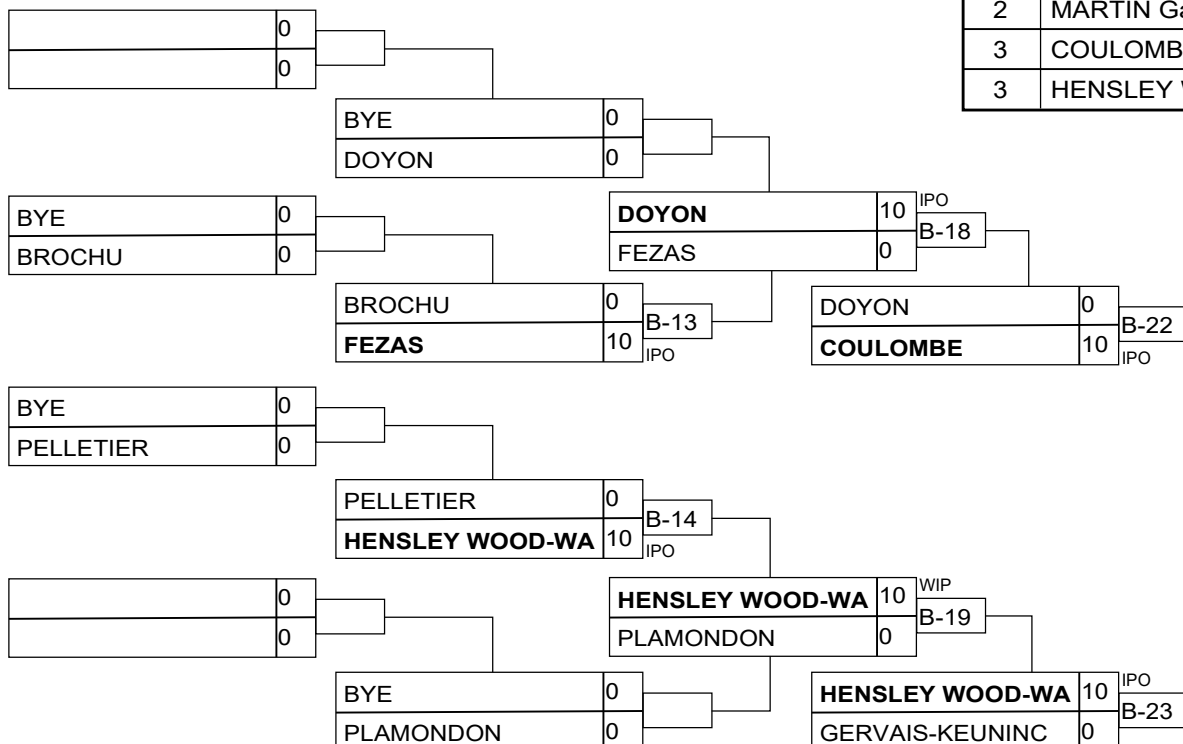 2 MARTIN Ga
3 COULOMB
3 HENSLEY
0
0
BYE 0
DOYON 0
BYE 0
BROCHU 0
DOYON 10 IPO
FEZAS 0
B-18
BROCHU 0
FEZAS 10 IPO
B-13
DOYON 0
COULOMBE 10 IPO
B-22
BYE 0
PELLETIER 0
PELLETIER 0
HENSLEY WOOD-WA 10 IPO
B-14
0
0
HENSLEY WOOD-WA 10 WIP
PLAMONDON 0
B-19
BYE 0
PLAMONDON 0
HENSLEY WOOD-WA 10 IPO
GERVAIS-KEUNINC 0
B-23